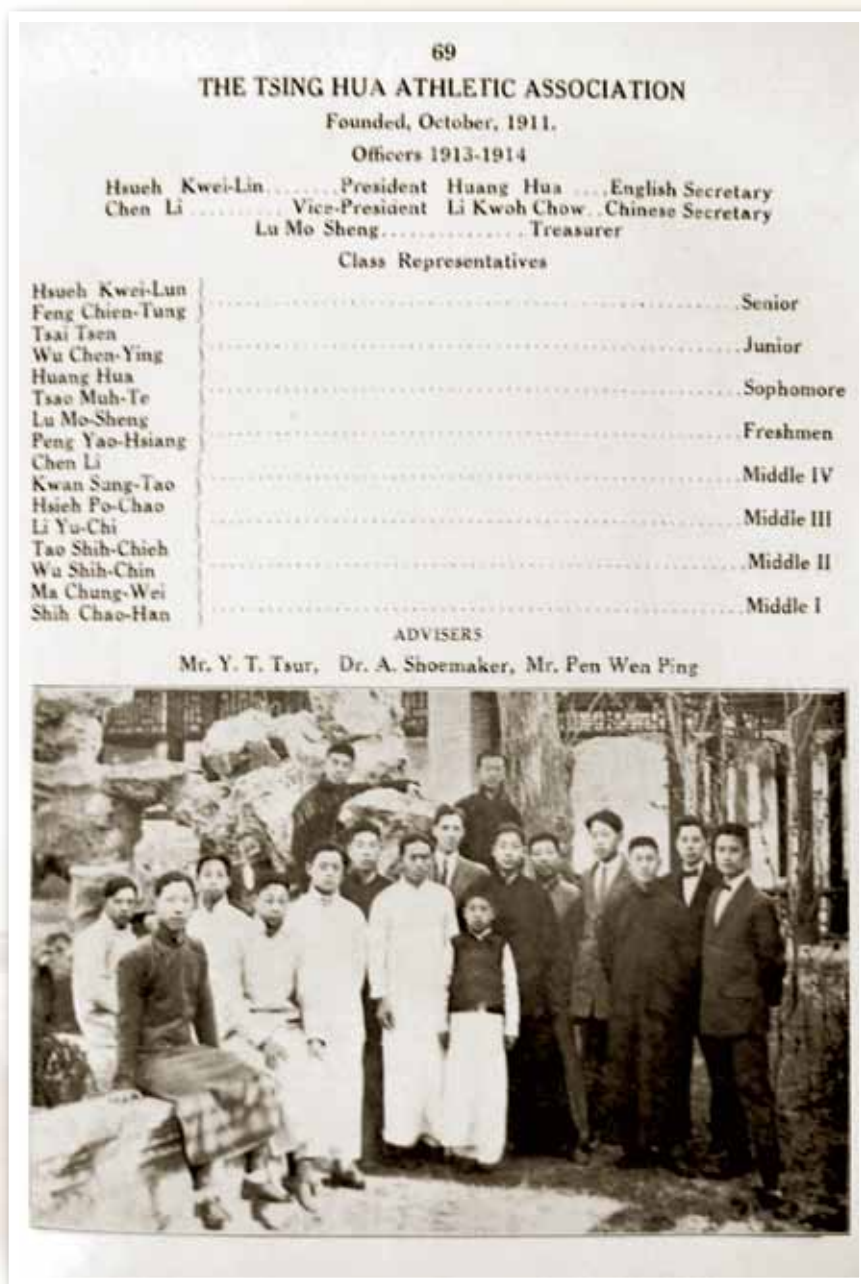 69
THE TSING HUA ATHLETIC ASSOCIATION
Founded, October, 1911.
Officers 1913-1914
Hsueh Kwei-Lin........President Huang Hua ....English Secretary
Chen Li ..........Vice-President Li Kwoh Chow..Chinese Secretary
Lu Mo Sheng..............Treasurer
Class Representatives
Hsueh Kwei-Lun
Feng Chien-Tung
Senior
Tsai Tsen
Wu Chen-Ying
Junior
Huang Hua
Tsao Muh-Te
Sophomore
Lu Mo-Sheng
Peng Yao-Hsiang
Freshmen
Chen Li
Kwan Sung-Tao
Middle IV
Hsieh Po-Chao
Li Yu-Chi
Middle III
Tao Shih-Chieh
Wu Shih-Chin
Middle II
Ma Chung-Wei
Shih Chao-Han
Middle I
ADVISERS
Mr. Y. T. Tsur, Dr. A. Shoemaker, Mr. Pen Wen Ping